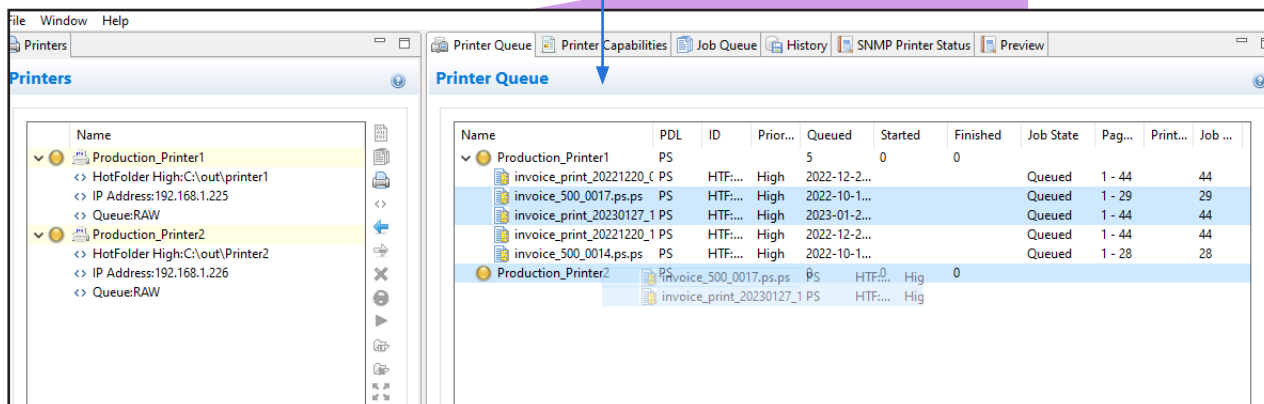 File Window Help
Printers
Printer Queue Printer Capabilities Job Queue History SNMP Printer Status Preview
Printers
Printer Queue
Name
Production_Printer1
HotFolder High:C:\out\printer1
IP Address:192.168.1.225
Queue:RAW
Production_Printer2
HotFolder High:C:\out\Printer2
IP Address:192.168.1.226
Queue:RAW
Name PDL ID Prior... Queued Started Finished Job State Pag... Print... Job ...
Production_Printer1 PS 5 0 0
invoice_print_20221220_( PS HTF:... High 2022-12-2... Queued 1 - 44 44
invoice_500_0017.ps.ps PS HTF:... High 2022-10-1... Queued 1 - 29 29
invoice_print_20230127_1 PS HTF:... High 2023-01-2... Queued 1 - 44 44
invoice_print_20221220_1 PS HTF:... High 2022-12-2... Queued 1 - 44 44
invoice_500_0014.ps.ps PS HTF:... High 2022-10-1... Queued 1 - 28 28
Production_Printer2 PS 0 0 0
invoice_500_0017.ps.ps PS HTF:... Hig
invoice_print_20230127_1 PS HTF:... Hig